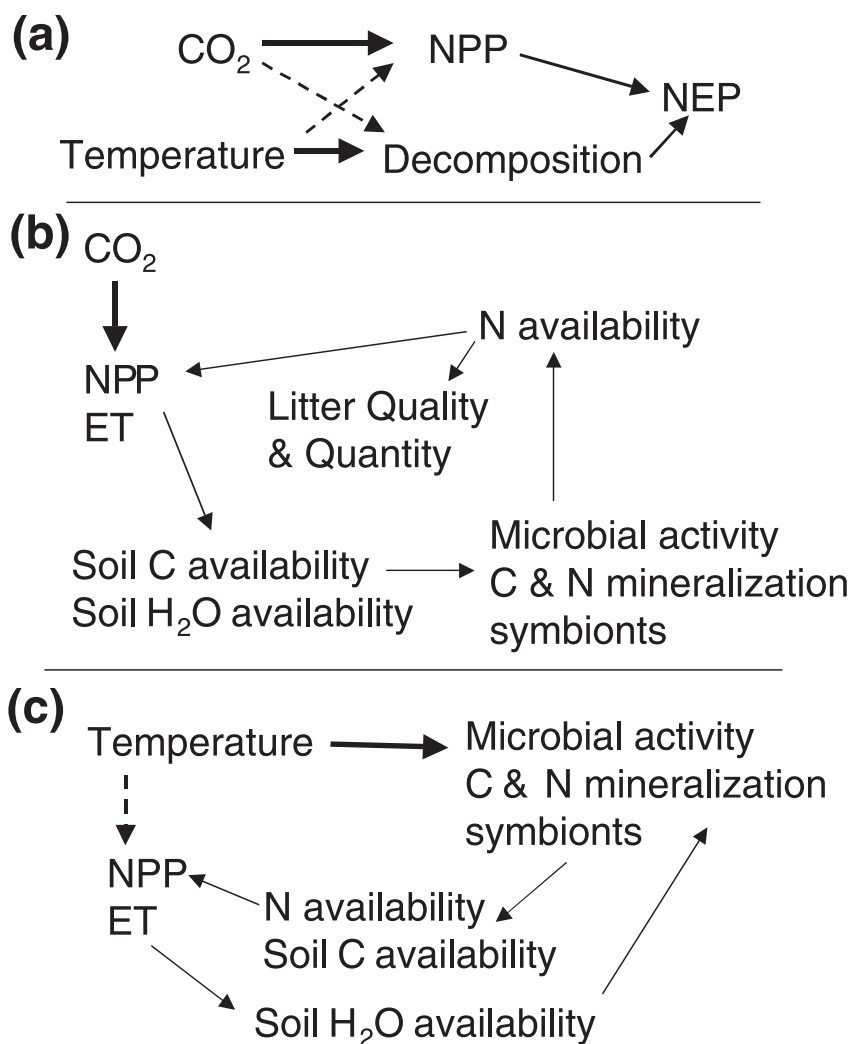 (a)
CO₂ NPP
NEP
Temperature Decomposition
(b)
CO₂
N availability
NPP
ET
Litter Quality
& Quantity
Soil C availability
Soil H₂O availability
Microbial activity
C & N mineralization
symbionts
(c)
Temperature
Microbial activity
C & N mineralization
symbionts
NPP
ET
N availability
Soil C availability
Soil H₂O availability